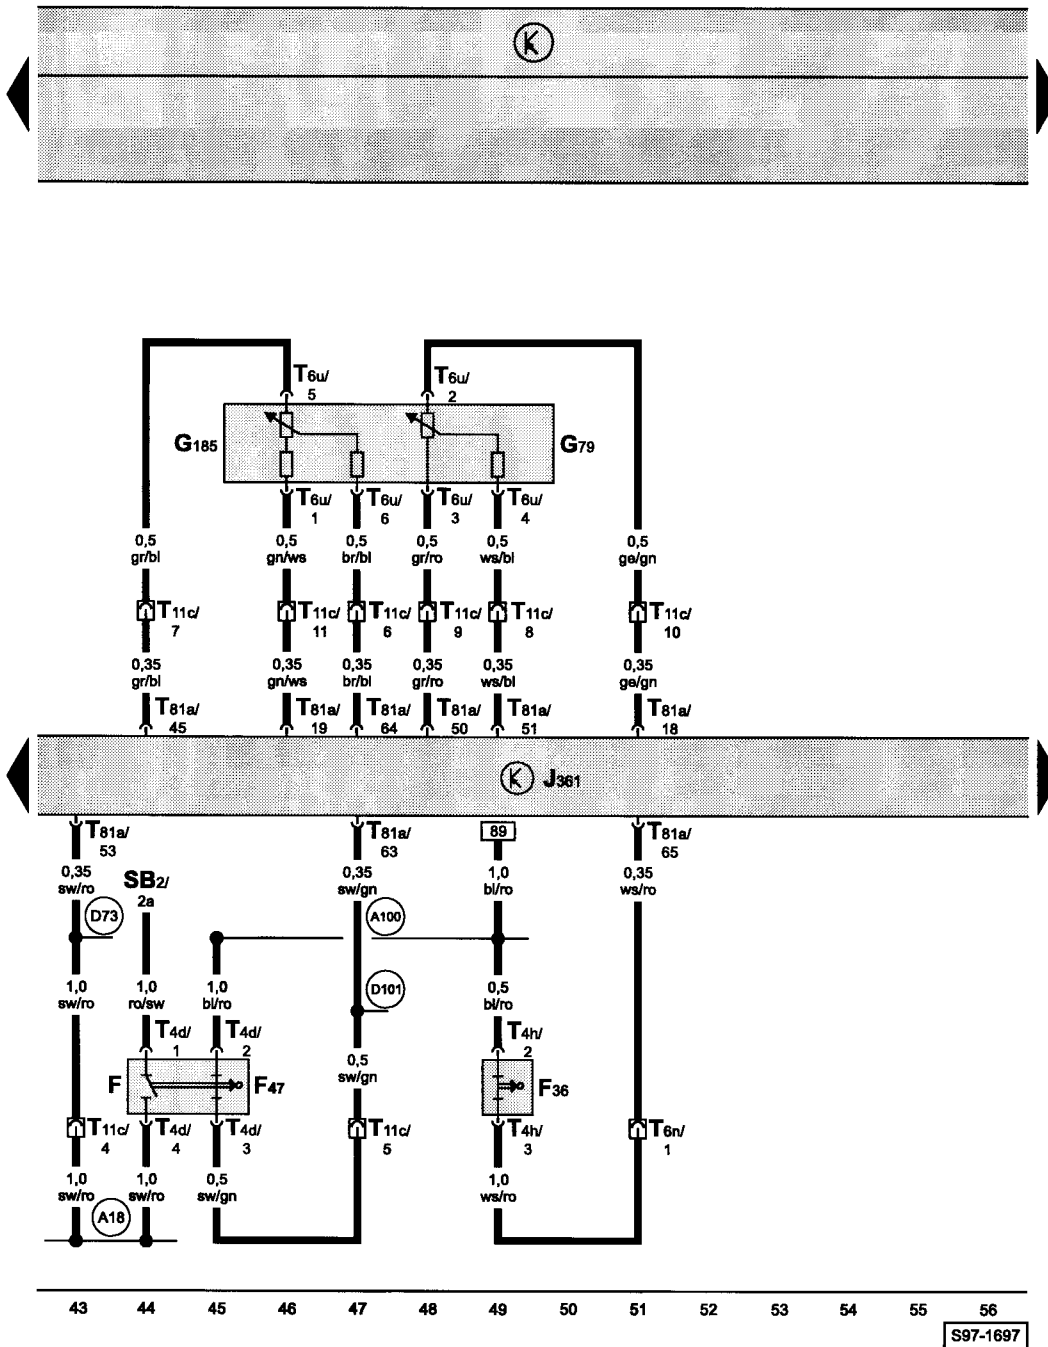 K
T6u/ T6u/
5 2
G185 G79
T6u/ T6u/ T6u/ T6u/
1 6 3 4
0,5 0,5 0,5 0,5 0,5 0,5
gr/bl gn/ws br/bl gr/ro ws/bl ge/gn
T11c/ T11c/ T11c/ T11c/ T11c/ T11c/
7 11 6 9 8 10
0,35 0,35 0,35 0,35 0,35 0,35
gr/bl gn/ws br/bl gr/ro ws/bl ge/gn
T81a/ T81a/ T81a/ T81a/ T81a/ T81a/
45 19 64 50 51 18
K J361
T81a/ T81a/ 89 T81a/
53 63 65
0,35 SB2/ 0,35 1,0 0,35
sw/ro 2a sw/gn bl/ro ws/ro
D73 A100
1,0 1,0 1,0 D101 0,5
sw/ro ro/sw bl/ro bl/ro
T4d/ T4d/ T4h/
1 2 2
0,5
sw/gn
F F47 F36
T11c/ T4d/ T4d/ T11c/ T4h/ T6n/
4 4 3 5 3 1
1,0 1,0 0,5 1,0
sw/ro sw/ro sw/gn ws/ro
A18
43 44 45 46 47 48 49 50 51 52 53 54 55 56
S97-1697